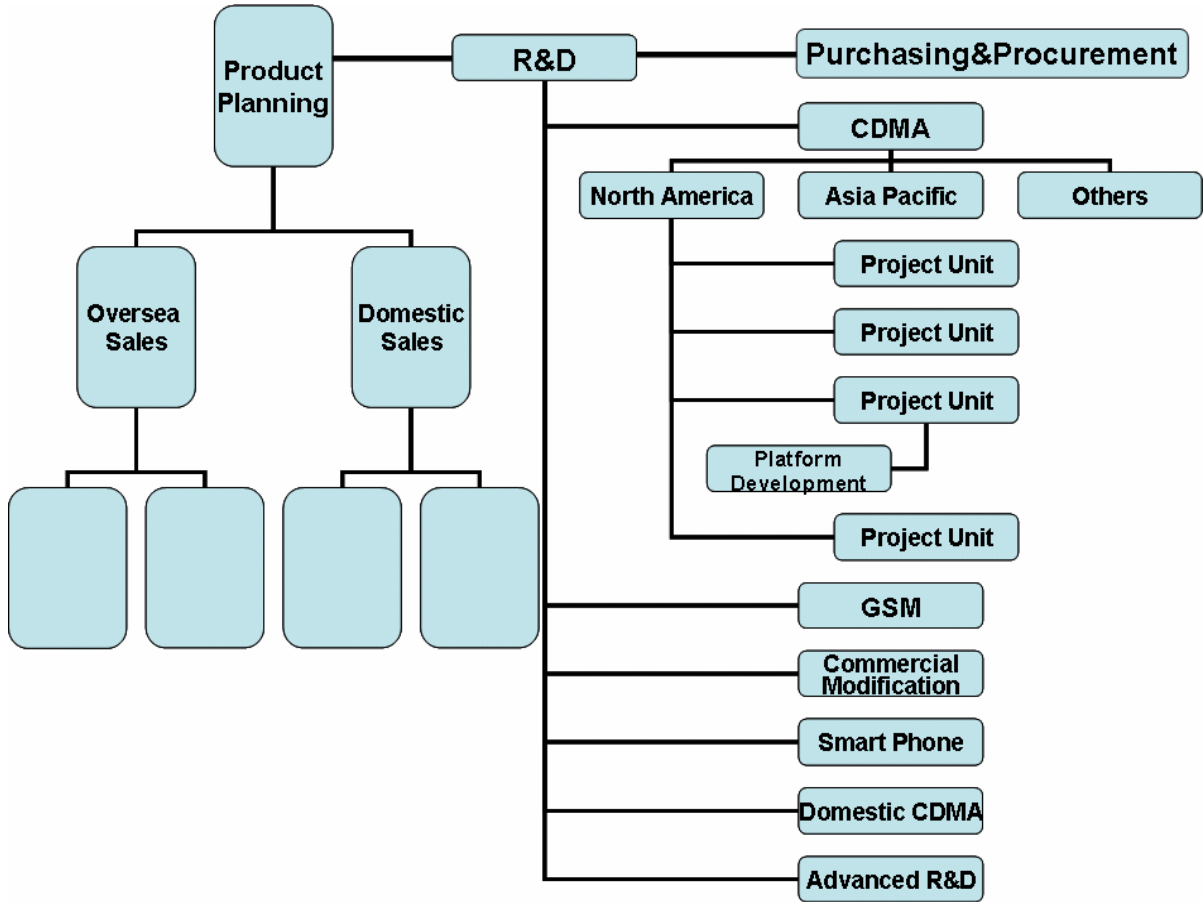 Product
Planning
R&D
Purchasing&Procurement
CDMA
North America
Asia Pacific
Others
Project Unit
Oversea
Sales
Domestic
Sales
Project Unit
Project Unit
Platform
Development
Project Unit
GSM
Commercial
Modification
Smart Phone
Domestic CDMA
Advanced R&D